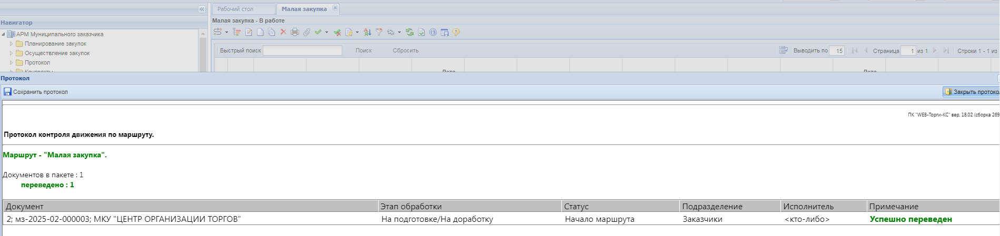 Рабочий стол
Малая закупка
Навигатор
Малая закупка - В работе
АРМ Муниципального заказчика
Планирование закупок
Быстрый поиск Поиск Сбросить Выводить по 15 Страница 1 из 1 Строки 1 - 1 из
Осуществление закупок
Протокол
Контракты
Дата Дата
Протокол
Сохранить протокол Закрыть протокол
ПК "WEB-Торги-КС" вер. 18.02 (сборка 269
Протокол контроля движения по маршруту.
Маршрут - "Малая закупка".
Документов в пакете : 1
переведено : 1
Документ Этап обработки Статус Подразделение Исполнитель Примечание
2; мз-2025-02-000003; МКУ "ЦЕНТР ОРГАНИЗАЦИИ ТОРГОВ" На подготовке/На доработку Начало маршрута Заказчики <кто-либо> Успешно переведен